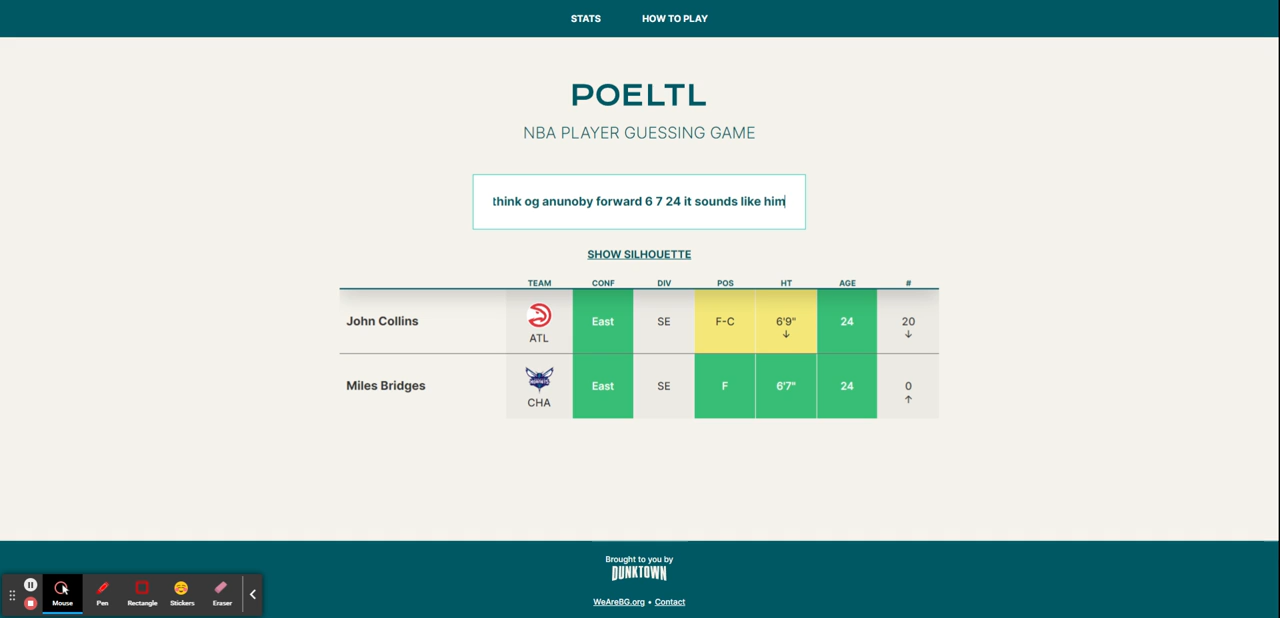 STATS HOW TO PLAY
POELTL
NBA PLAYER GUESSING GAME
think og anunoby forward 6 7 24 it sounds like him
SHOW SILHOUETTE
TEAM CONF DIV POS HT AGE #
John Collins ATL East SE F-C 6'9" ↓ 24 20 ↓
Miles Bridges CHA East SE F 6'7" 24 0 ↑
Brought to you by
DUNKTOWN
WeAreBG.org • Contact
Mouse Pen Rectangle Stickers Eraser